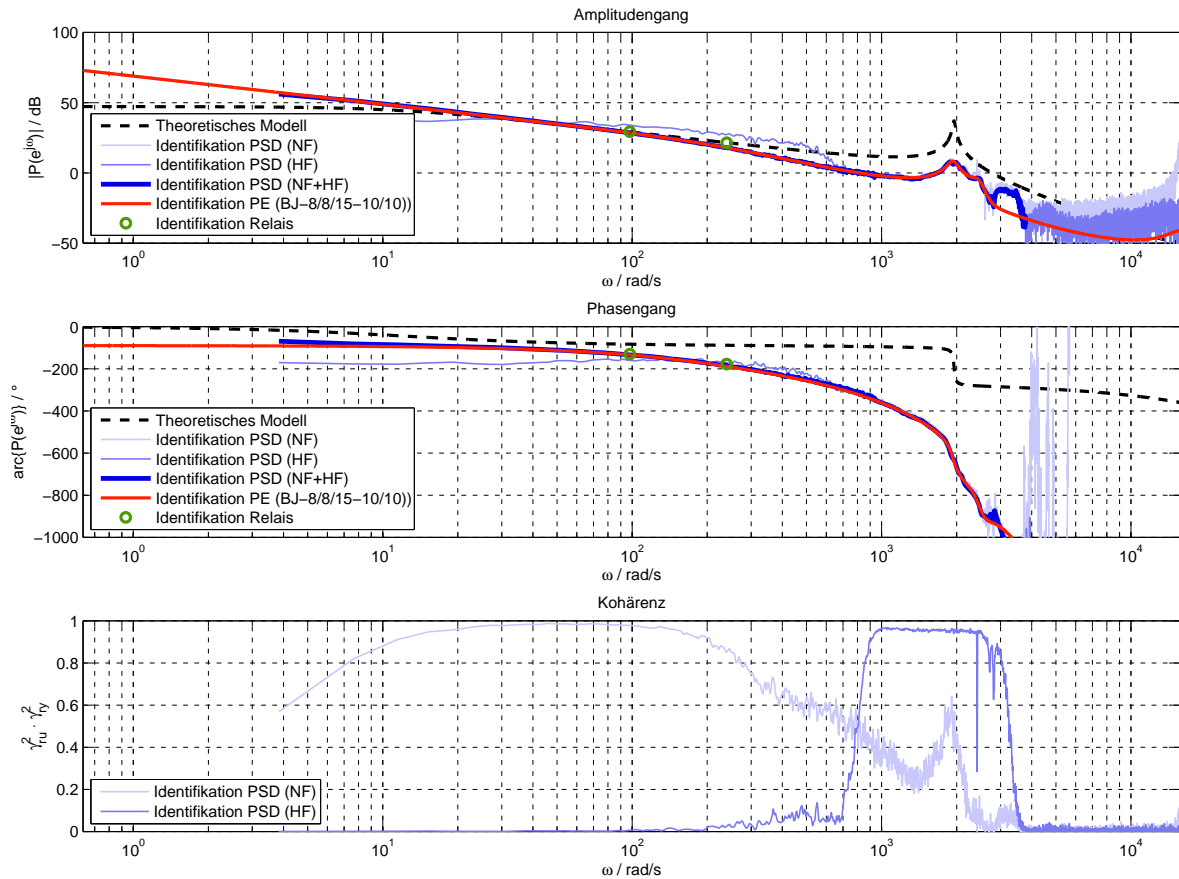 Amplitudengang
|P(e^{jω})| / dB
100
50
0
−50
Theoretisches Modell
Identifikation PSD (NF)
Identifikation PSD (HF)
Identifikation PSD (NF+HF)
Identifikation PE (BJ−8/8/15−10/10))
Identifikation Relais
10^0
10^1
10^2
10^3
10^4
ω / rad/s
Phasengang
arc{P(e^{jω})} / °
0
−200
−400
−600
−800
−1000
Theoretisches Modell
Identifikation PSD (NF)
Identifikation PSD (HF)
Identifikation PSD (NF+HF)
Identifikation PE (BJ−8/8/15−10/10))
Identifikation Relais
10^0
10^1
10^2
10^3
10^4
ω / rad/s
Kohärenz
γ²_{ru} · γ²_{ry}
1
0.8
0.6
0.4
0.2
0
Identifikation PSD (NF)
Identifikation PSD (HF)
10^0
10^1
10^2
10^3
10^4
ω / rad/s